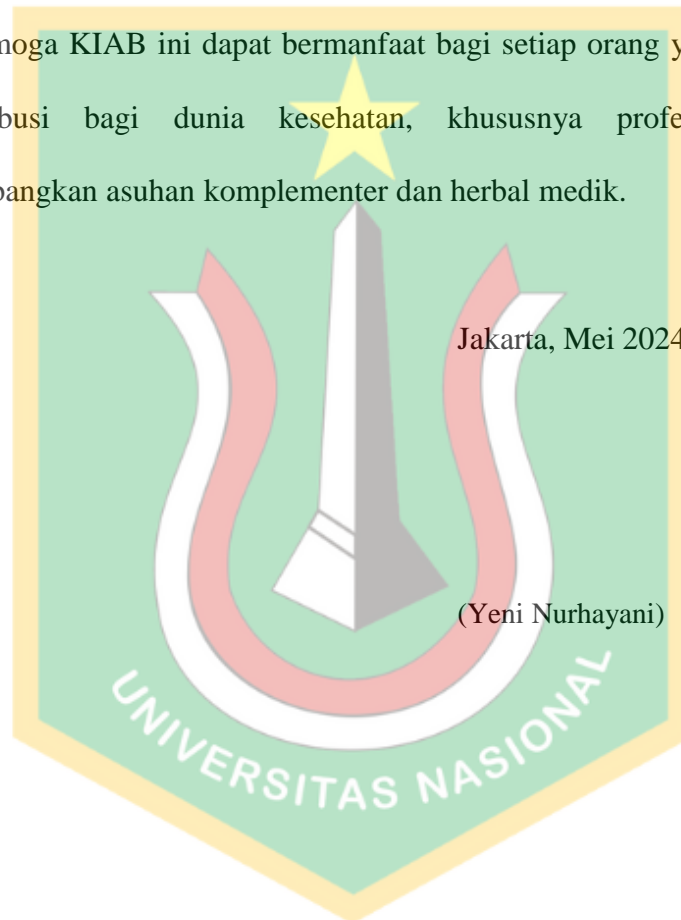 moga KIAB ini dapat bermanfaat bagi setiap orang y
busi bagi dunia kesehatan, khususnya profe
bangkan asuhan komplementer dan herbal medik.
Jakarta, Mei 2024
(Yeni Nurhayani)
UNIVERSITAS NASIONAL